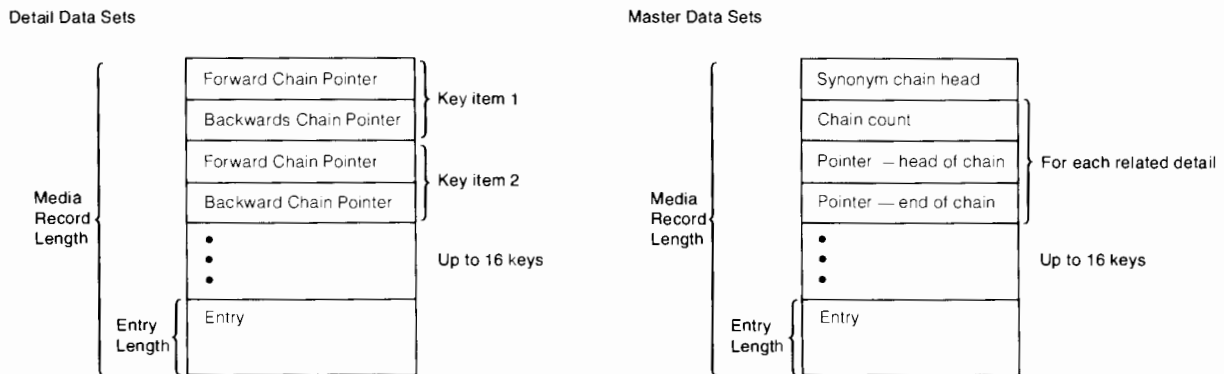 Detail Data Sets
Forward Chain Pointer
Backwards Chain Pointer
Key item 1
Forward Chain Pointer
Backward Chain Pointer
Key item 2
Media
Record
Length
Up to 16 keys
Entry
Length
Entry
Master Data Sets
Synonym chain head
Chain count
Pointer — head of chain
Pointer — end of chain
For each related detail
Media
Record
Length
Up to 16 keys
Entry
Length
Entry